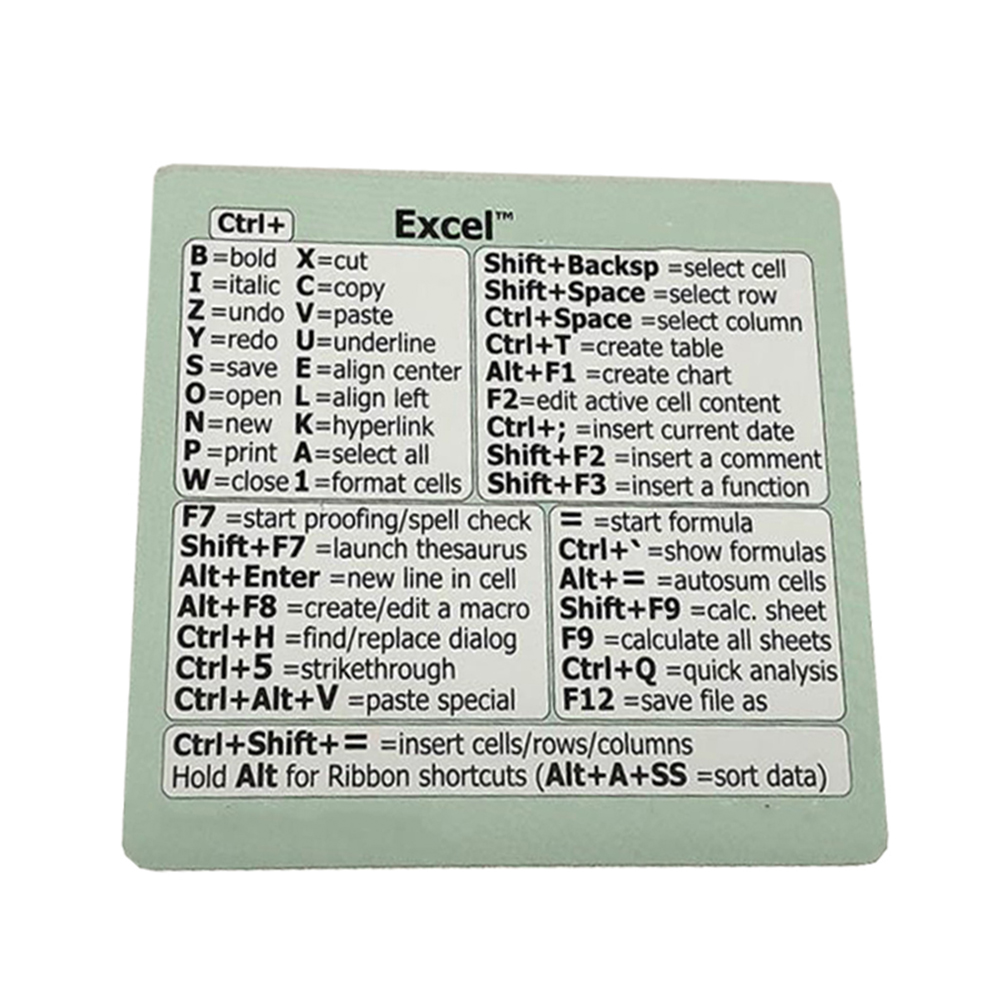 Ctrl+ Excel™
B=bold X=cut
I=italic C=copy
Z=undo V=paste
Y=redo U=underline
S=save E=align center
O=open L=align left
N=new K=hyperlink
P=print A=select all
W=close 1=format cells
Shift+Backsp =select cell
Shift+Space =select row
Ctrl+Space =select column
Ctrl+T =create table
Alt+F1 =create chart
F2=edit active cell content
Ctrl+; =insert current date
Shift+F2 =insert a comment
Shift+F3 =insert a function
F7 =start proofing/spell check
Shift+F7 =launch thesaurus
Alt+Enter =new line in cell
Alt+F8 =create/edit a macro
Ctrl+H =find/replace dialog
Ctrl+5 =strikethrough
Ctrl+Alt+V =paste special
= =start formula
Ctrl+` =show formulas
Alt+= =autosum cells
Shift+F9 =calc. sheet
F9 =calculate all sheets
Ctrl+Q =quick analysis
F12 =save file as
Ctrl+Shift+= =insert cells/rows/columns
Hold Alt for Ribbon shortcuts (Alt+A+SS =sort data)